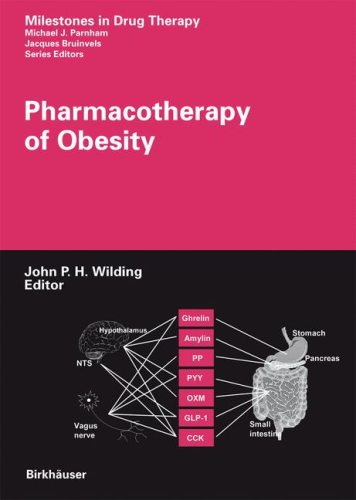 Milestones in Drug Therapy
Michael J. Parnham
Jacques Bruinvels
Series Editors
Pharmacotherapy
of Obesity
John P. H. Wilding
Editor
Hypothalamus
NTS
Vagus
nerve
Ghrelin
Amylin
PP
PYY
OXM
GLP-1
CCK
Stomach
Pancreas
Small
intestine
Birkhäuser